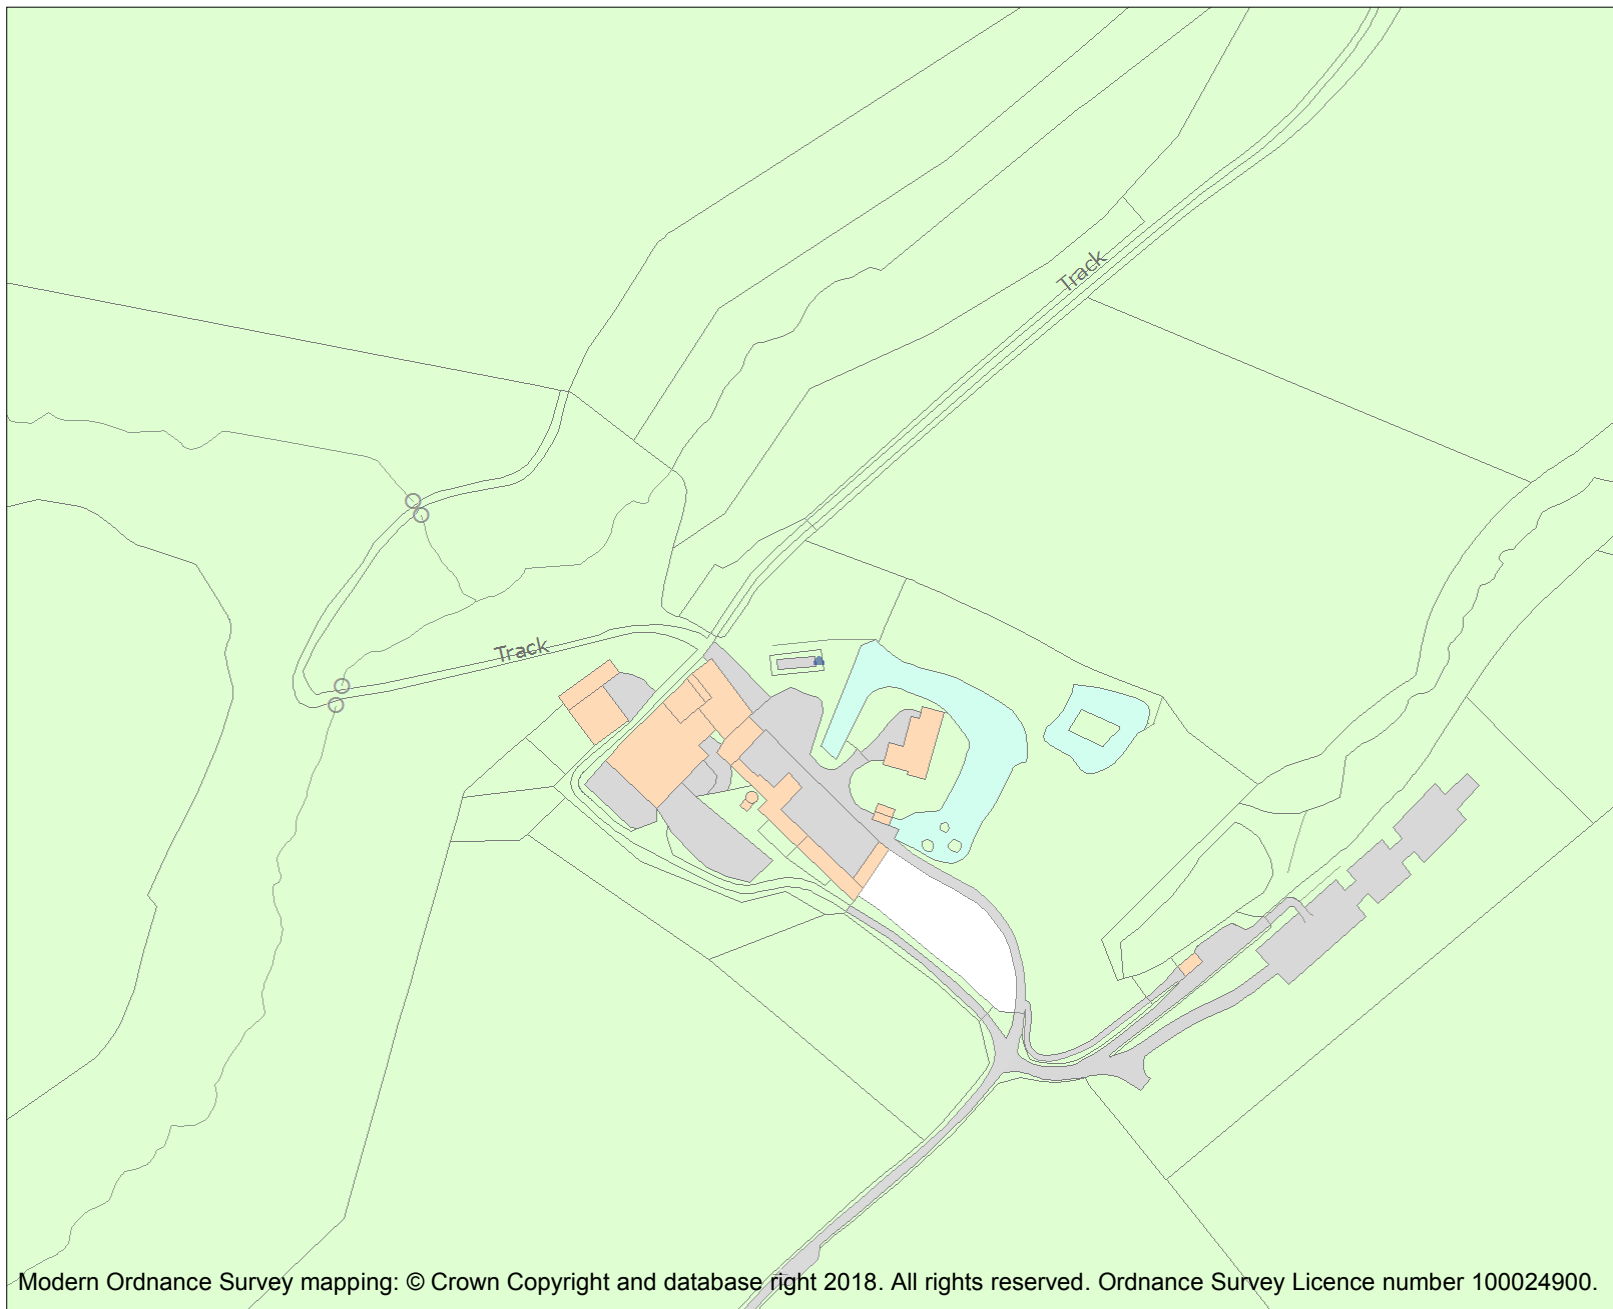 Track
Track
Modern Ordnance Survey mapping: © Crown Copyright and database right 2018. All rights reserved. Ordnance Survey Licence number 100024900.